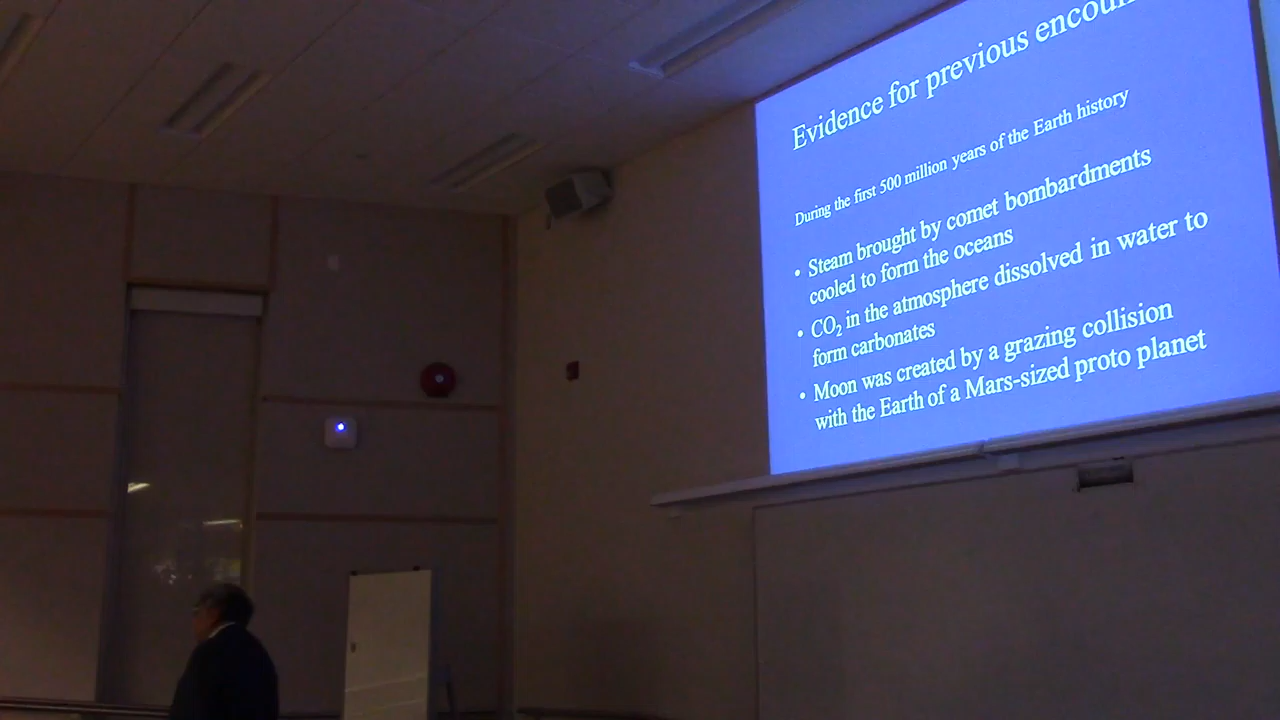 Evidence for previous
During the first 500 million years of the Earth history
• Steam brought by comet bombardments
cooled to form the oceans
• CO₂ in the atmosphere dissolved in water to
form carbonates
• Moon was created by a grazing collision
with the Earth of a Mars-sized proto planet